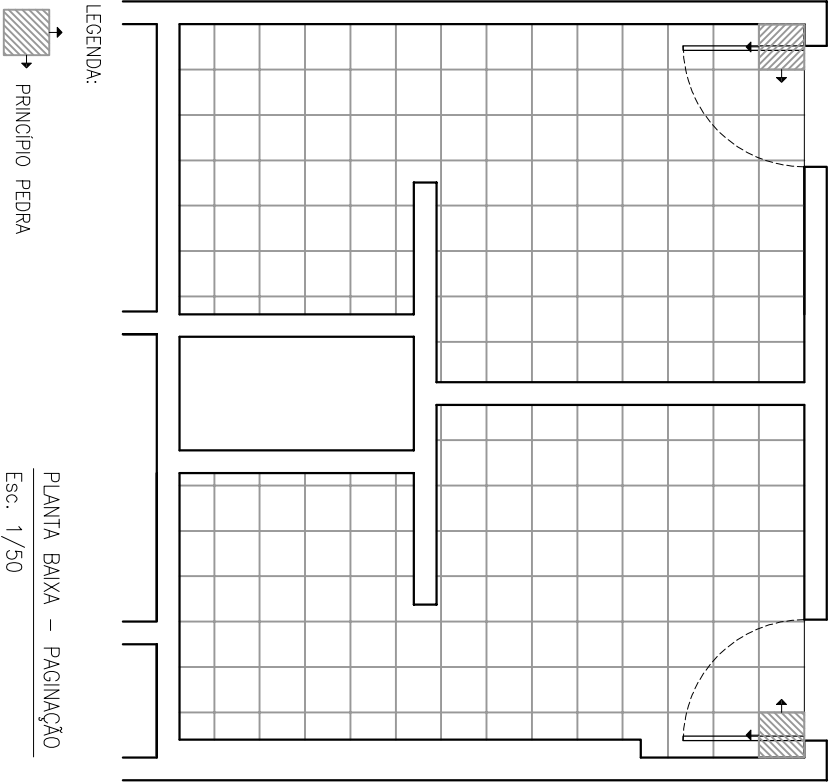 LEGENDA:
PRINCÍPIO PEDRA
PLANTA BAIXA – PAGINAÇÃO
Esc. 1/50